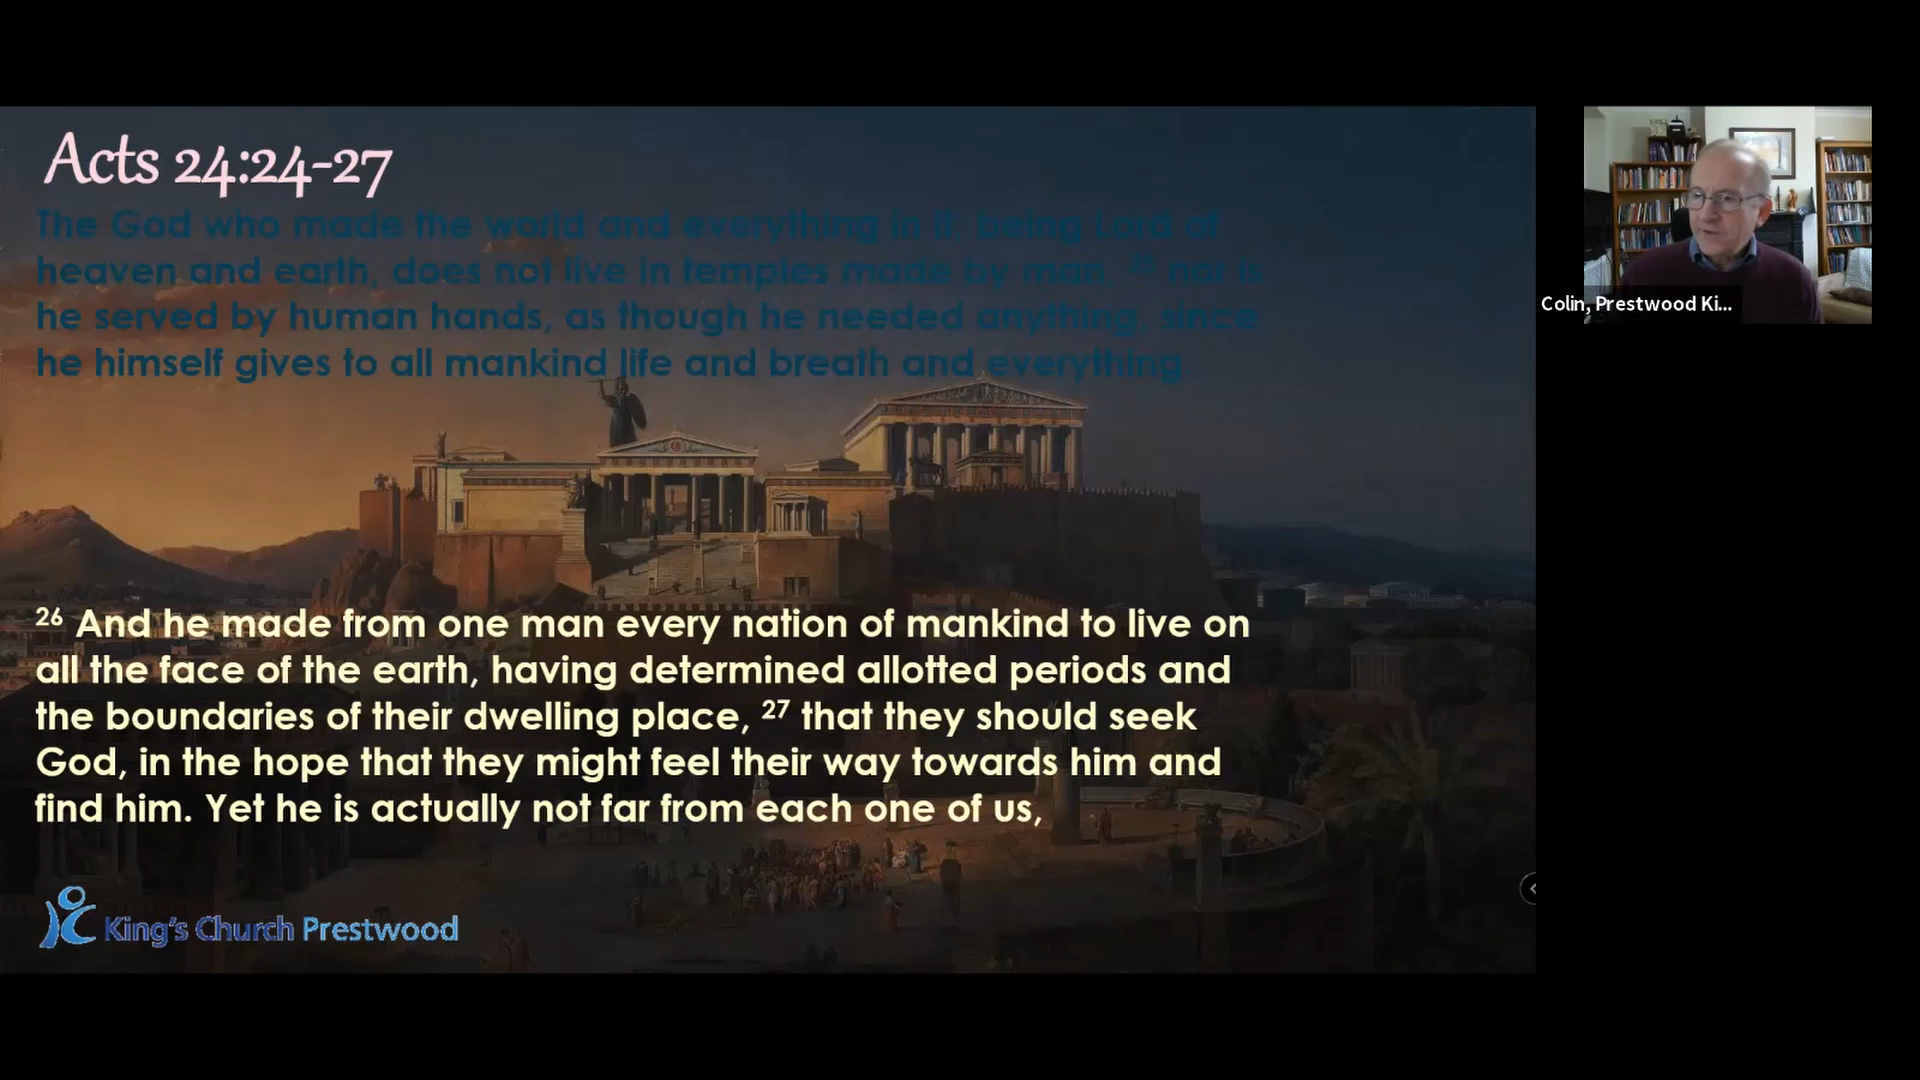 Acts 24:24-27
The God who made the world and everything in it, being Lord of
heaven and earth, does not live in temples made by man, 25 nor is
he served by human hands, as though he needed anything, since
he himself gives to all mankind life and breath and everything.
26 And he made from one man every nation of mankind to live on
all the face of the earth, having determined allotted periods and
the boundaries of their dwelling place, 27 that they should seek
God, in the hope that they might feel their way towards him and
find him. Yet he is actually not far from each one of us,
King's Church Prestwood
Colin, Prestwood Ki...